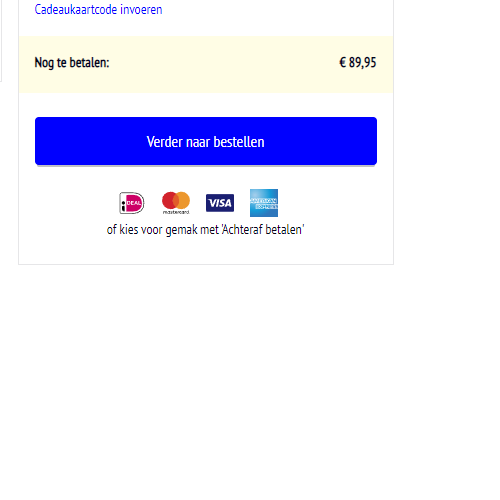 Cadeaukaartcode invoeren
Nog te betalen: € 89,95
Verder naar bestellen
iDEAL mastercard VISA AMERICAN EXPRESS
of kies voor gemak met 'Achteraf betalen'